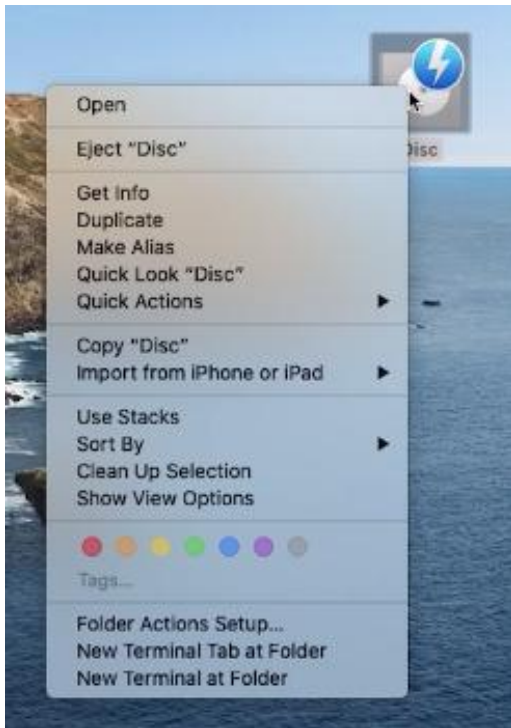 Disc
Open
Eject “Disc”
Get Info
Duplicate
Make Alias
Quick Look “Disc”
Quick Actions
Copy “Disc”
Import from iPhone or iPad
Use Stacks
Sort By
Clean Up Selection
Show View Options
Tags...
Folder Actions Setup...
New Terminal Tab at Folder
New Terminal at Folder